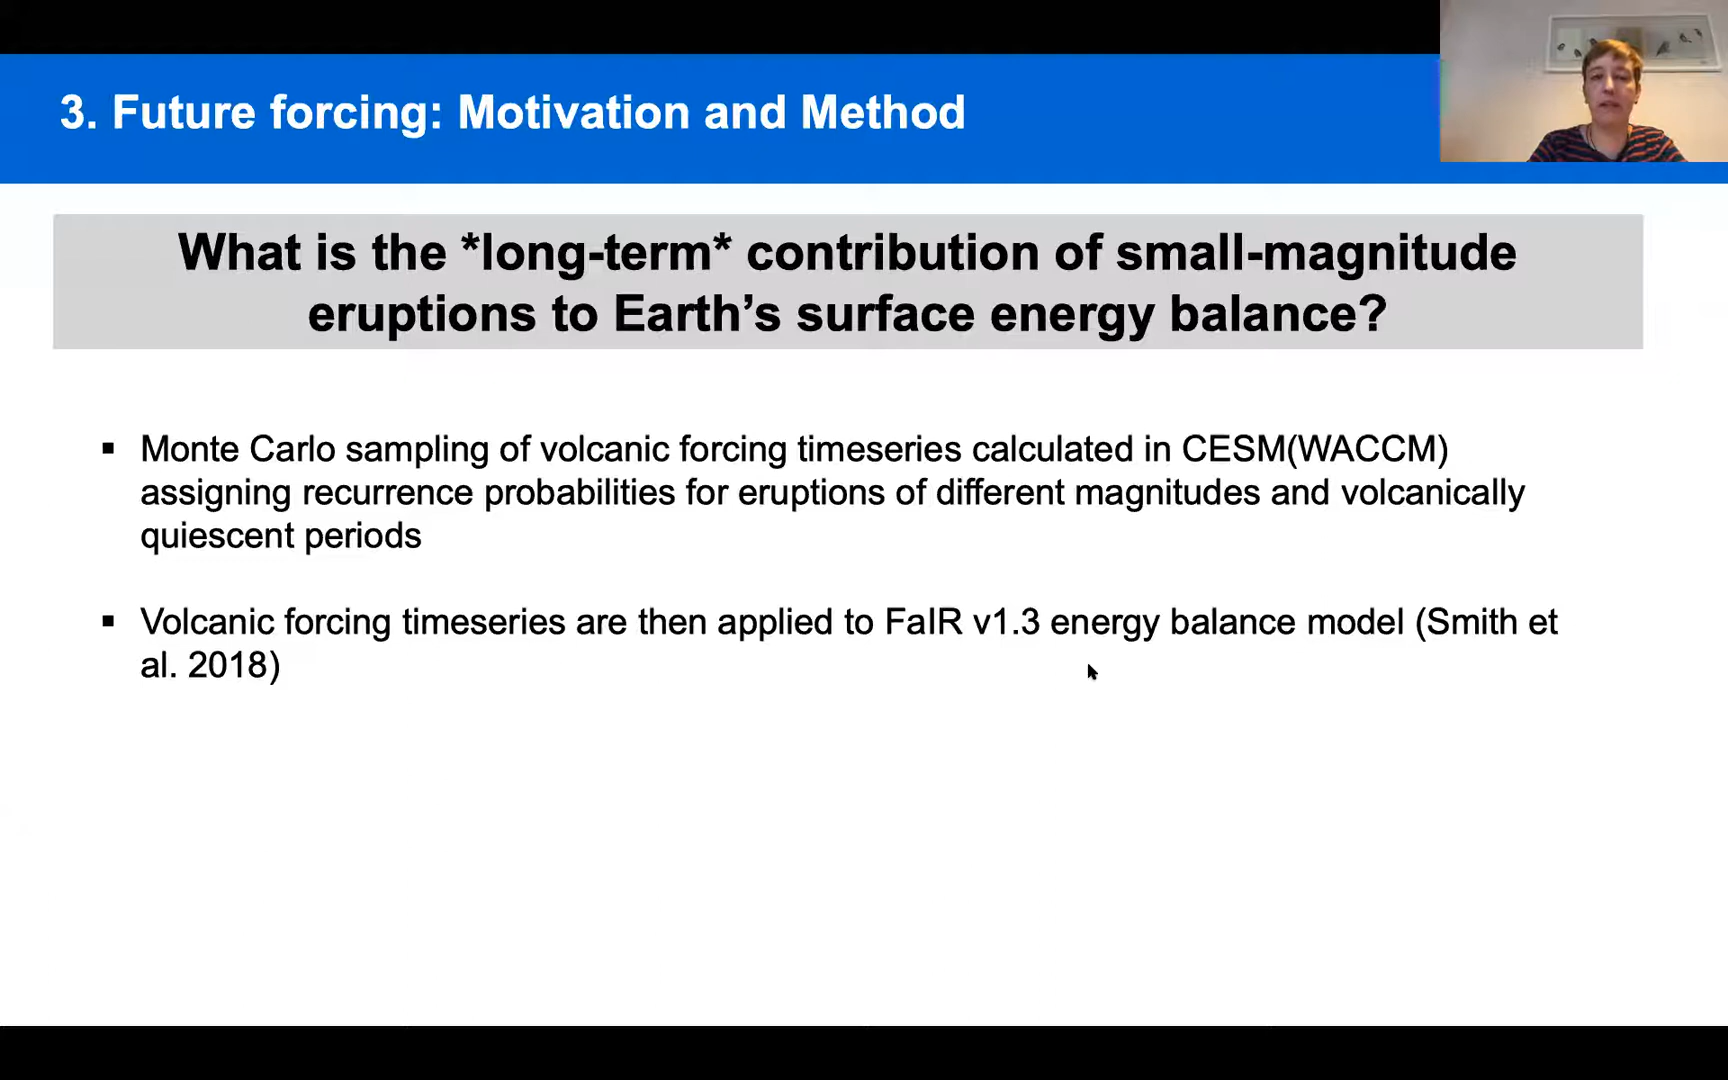 3. Future forcing: Motivation and Method
What is the *long-term* contribution of small-magnitude
eruptions to Earth’s surface energy balance?
▪ Monte Carlo sampling of volcanic forcing timeseries calculated in CESM(WACCM)
assigning recurrence probabilities for eruptions of different magnitudes and volcanically
quiescent periods
▪ Volcanic forcing timeseries are then applied to FaIR v1.3 energy balance model (Smith et
al. 2018)